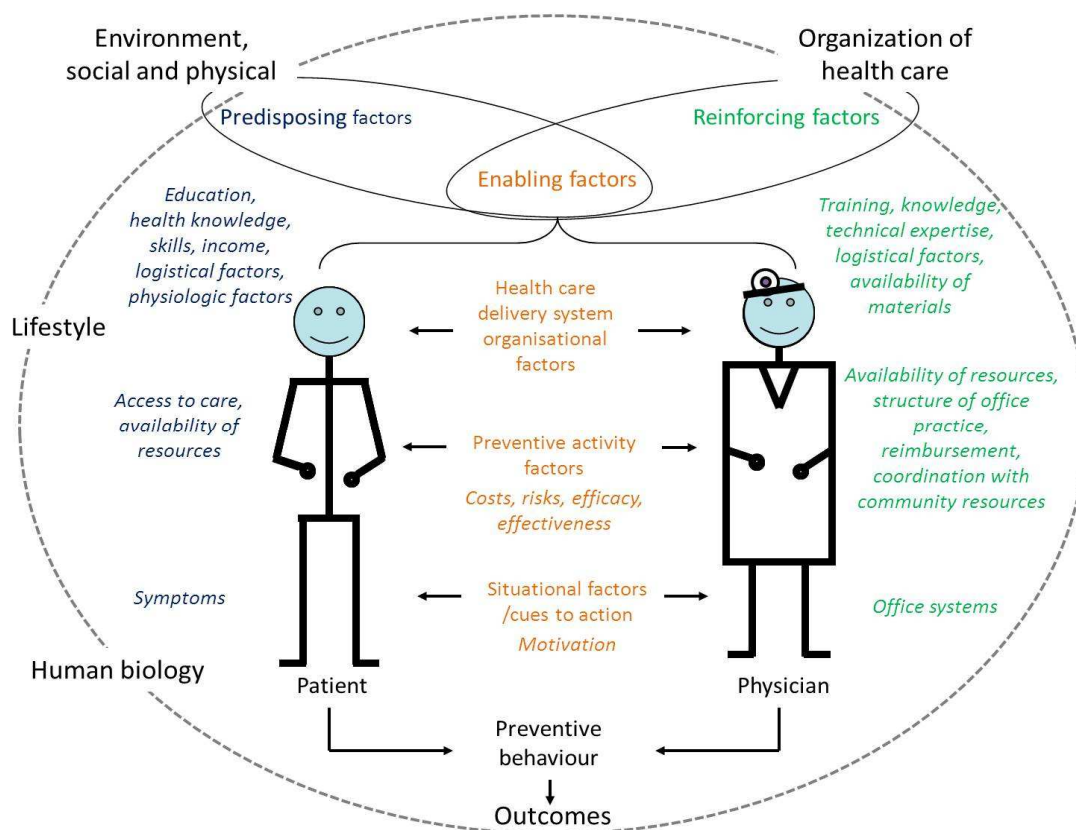 Environment,
social and physical
Organization of
health care
Predisposing factors
Reinforcing factors
Enabling factors
Education,
health knowledge,
skills, income,
logistical factors,
physiologic factors
Training, knowledge,
technical expertise,
logistical factors,
availability of
materials
Health care
delivery system
organisational
factors
Lifestyle
Access to care,
availability of
resources
Preventive activity
factors
Costs, risks, efficacy,
effectiveness
Availability of resources,
structure of office
practice,
reimbursement,
coordination with
community resources
Symptoms
Situational factors
/cues to action
Motivation
Office systems
Human biology
Patient
Physician
Preventive
behaviour
Outcomes